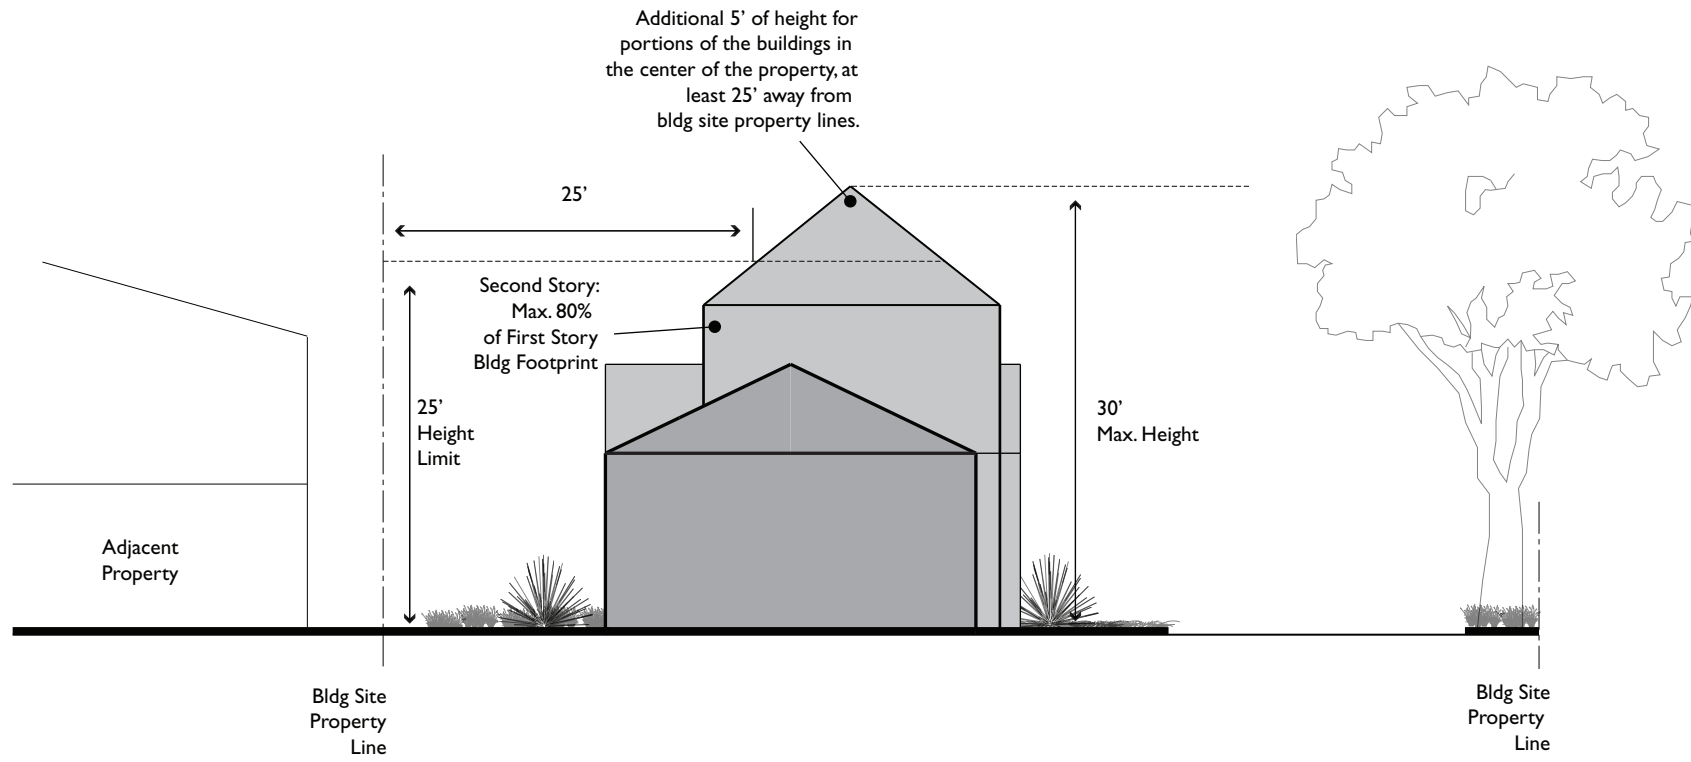 Additional 5’ of height for
portions of the buildings in
the center of the property, at
least 25’ away from
bldg site property lines.
25’
Second Story:
Max. 80%
of First Story
Bldg Footprint
25’
Height
Limit
30’
Max. Height
Adjacent
Property
Bldg Site
Property
Line
Bldg Site
Property
Line